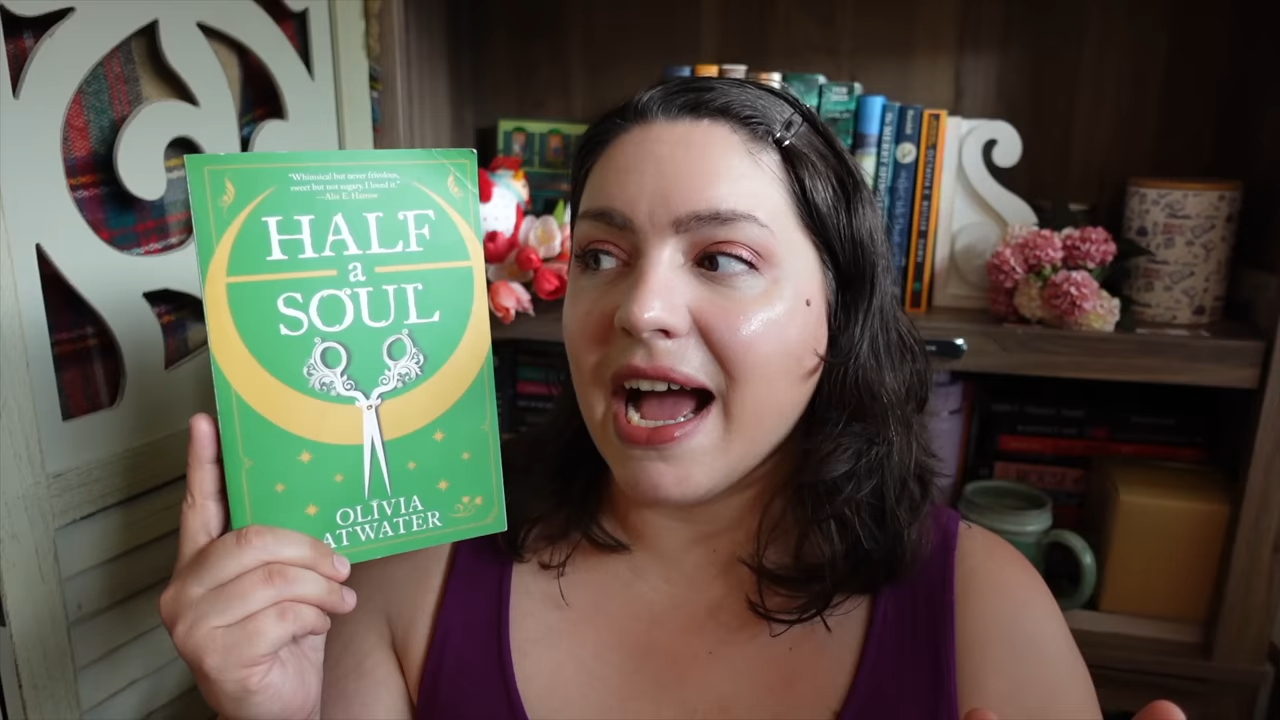 "Whimsical but never frivolous,
sweet but not sugary. I loved it."
—Alix E. Harrow
HALF
a
SOUL
OLIVIA
ATWATER